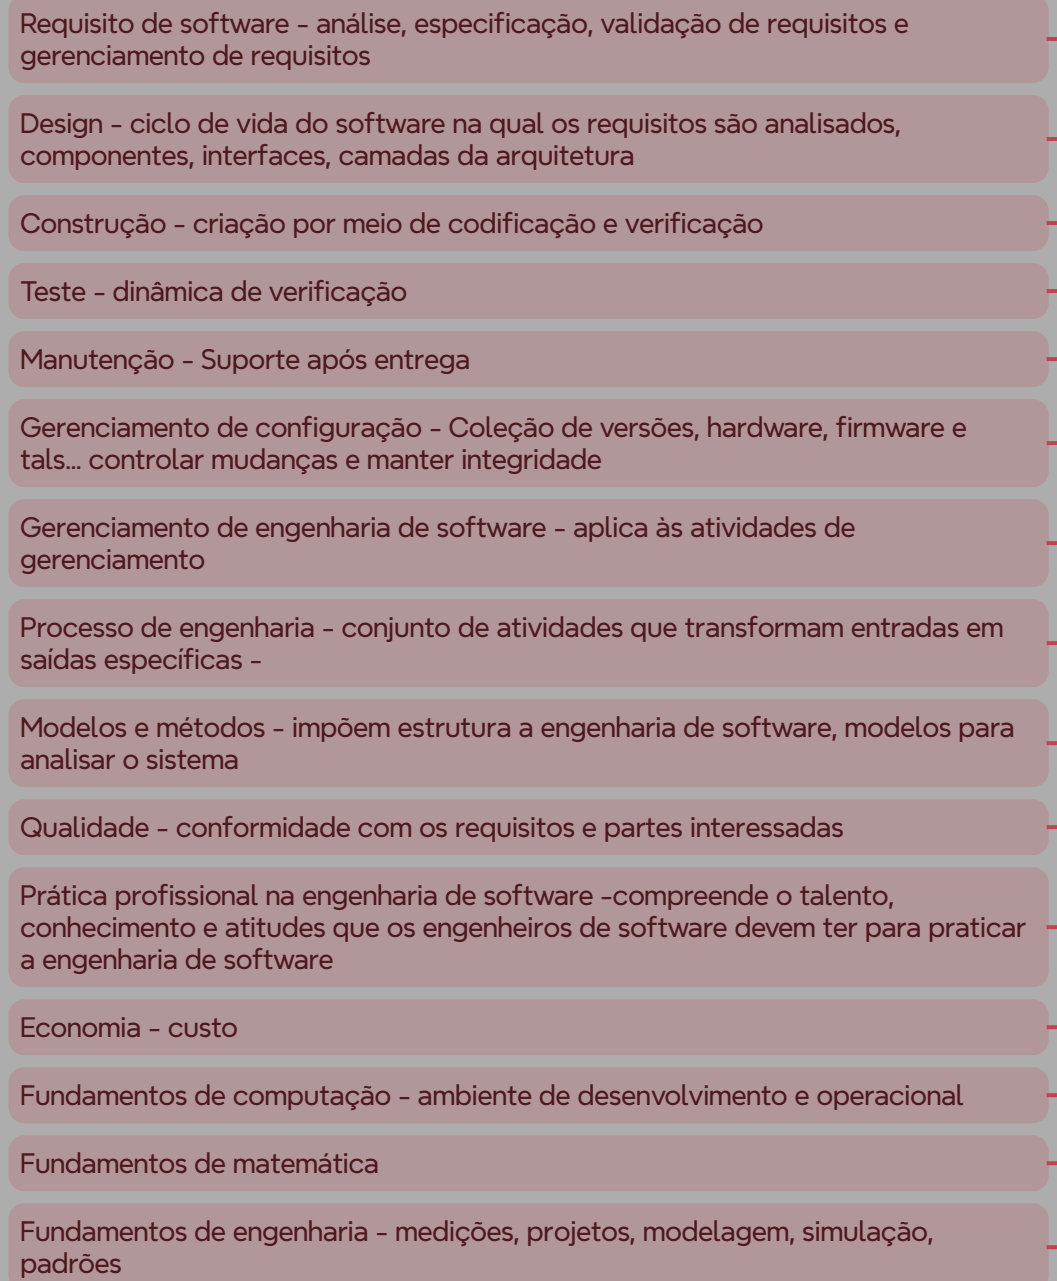 Requisito de software - análise, especificação, validação de requisitos e
gerenciamento de requisitos
Design - ciclo de vida do software na qual os requisitos são analisados,
componentes, interfaces, camadas da arquitetura
Construção - criação por meio de codificação e verificação
Teste - dinâmica de verificação
Manutenção - Suporte após entrega
Gerenciamento de configuração - Coleção de versões, hardware, firmware e
tals... controlar mudanças e manter integridade
Gerenciamento de engenharia de software - aplica às atividades de
gerenciamento
Processo de engenharia - conjunto de atividades que transformam entradas em
saídas específicas -
Modelos e métodos - impõem estrutura a engenharia de software, modelos para
analisar o sistema
Qualidade - conformidade com os requisitos e partes interessadas
Prática profissional na engenharia de software -compreende o talento,
conhecimento e atitudes que os engenheiros de software devem ter para praticar
a engenharia de software
Economia - custo
Fundamentos de computação - ambiente de desenvolvimento e operacional
Fundamentos de matemática
Fundamentos de engenharia - medições, projetos, modelagem, simulação,
padrões